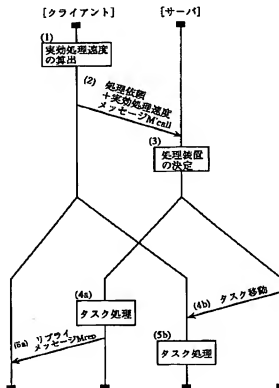 [クライアント]
[サーバ]
(1)
実効処理速度
の算出
(2)
処理依頼
+実効処理速度
メッセージM'call
(3)
処理装置
の決定
(4a)
タスク処理
(4b) タスク移動
(5a) リプライ
メッセージMrep
(5b)
タスク処理